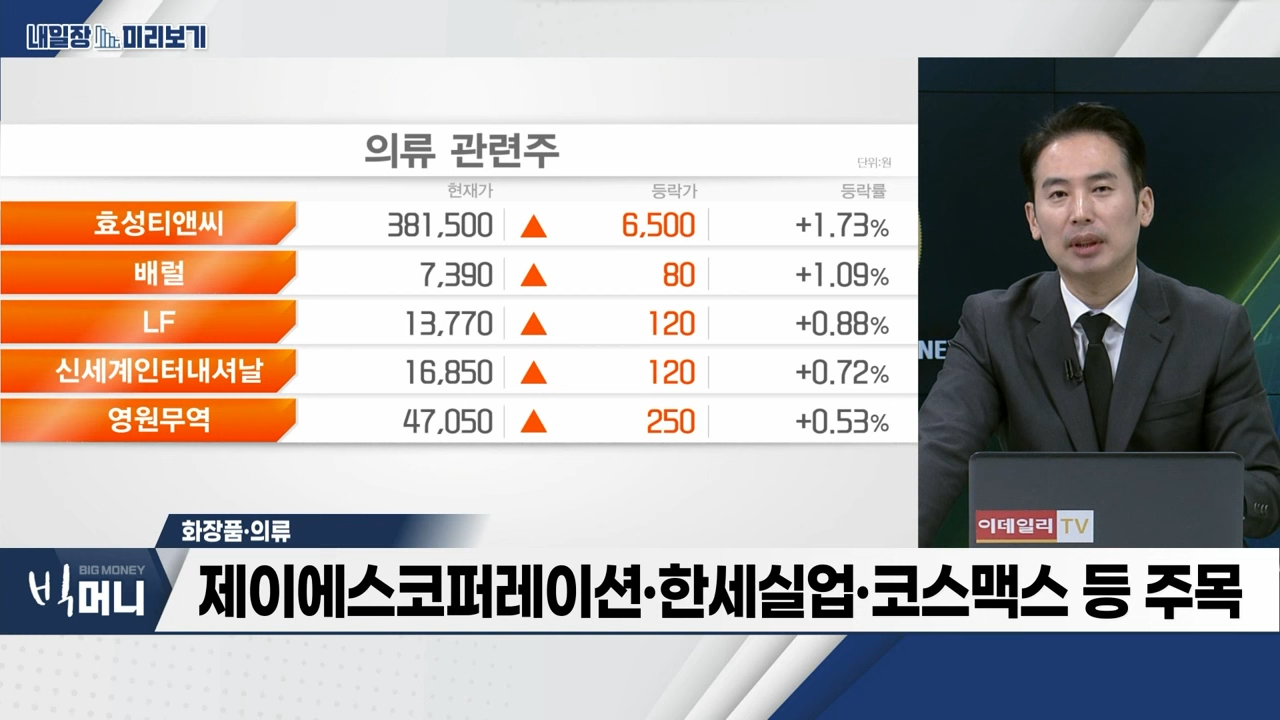 내일장 미리보기
의류 관련주
단위:원
현재가 등락가 등락률
효성티앤씨 381,500 ▲ 6,500 +1.73%
배럴 7,390 ▲ 80 +1.09%
LF 13,770 ▲ 120 +0.88%
신세계인터내셔날 16,850 ▲ 120 +0.72%
영원무역 47,050 ▲ 250 +0.53%
NE
이데일리 TV
화장품·의류
BIG MONEY
빅머니
제이에스코퍼레이션·한세실업·코스맥스 등 주목